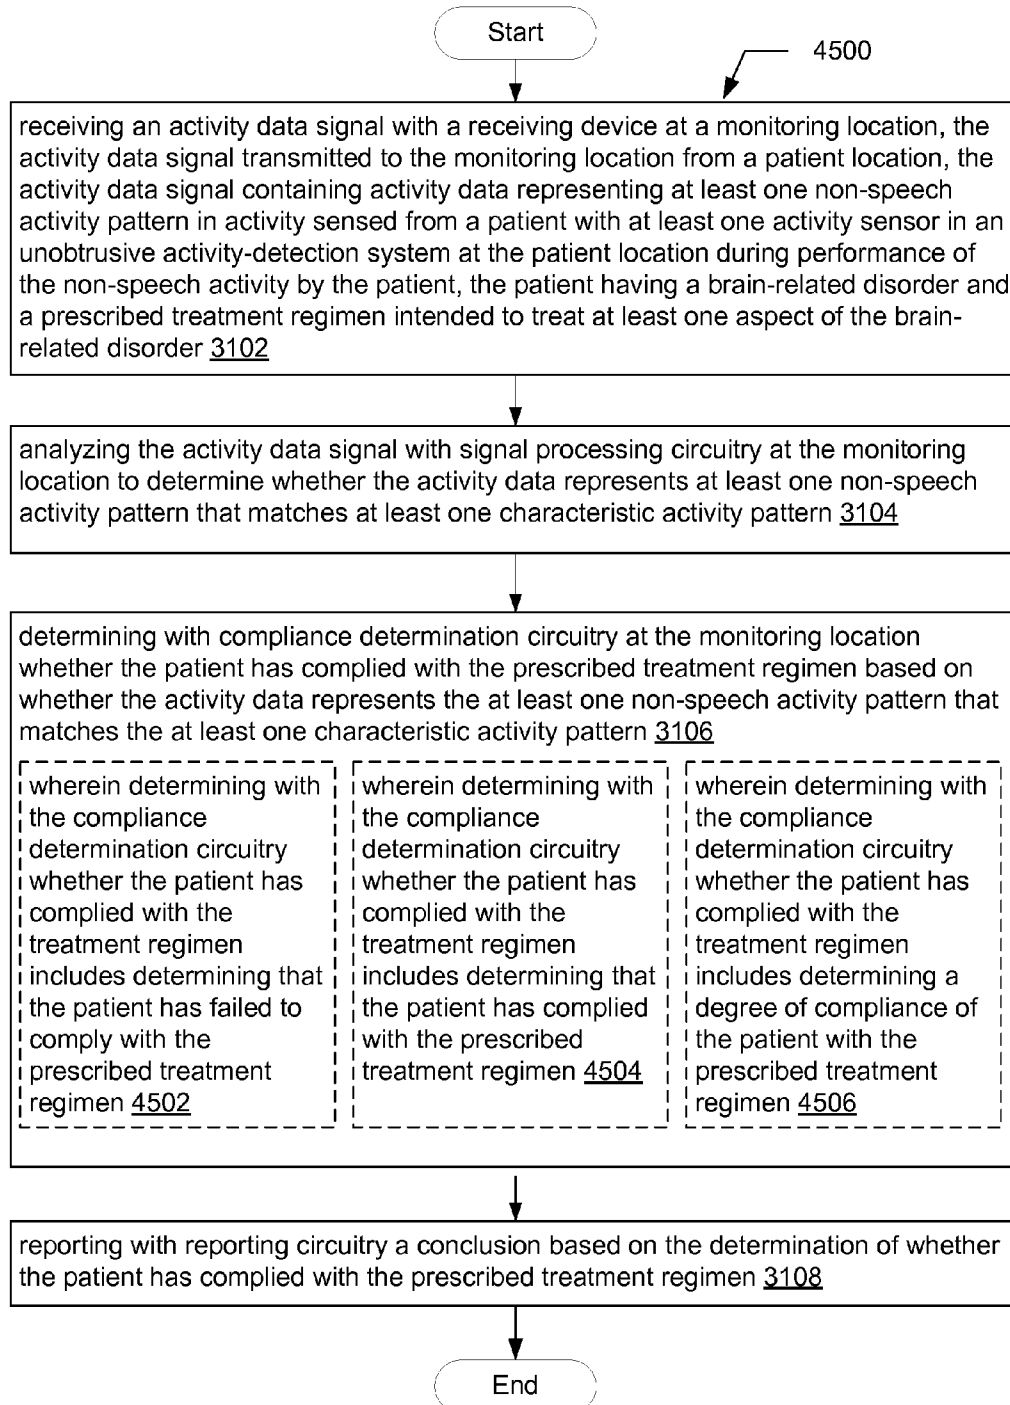 Start
4500
receiving an activity data signal with a receiving device at a monitoring location, the
activity data signal transmitted to the monitoring location from a patient location, the
activity data signal containing activity data representing at least one non-speech
activity pattern in activity sensed from a patient with at least one activity sensor in an
unobtrusive activity-detection system at the patient location during performance of
the non-speech activity by the patient, the patient having a brain-related disorder and
a prescribed treatment regimen intended to treat at least one aspect of the brain-
related disorder 3102
analyzing the activity data signal with signal processing circuitry at the monitoring
location to determine whether the activity data represents at least one non-speech
activity pattern that matches at least one characteristic activity pattern 3104
determining with compliance determination circuitry at the monitoring location
whether the patient has complied with the prescribed treatment regimen based on
whether the activity data represents the at least one non-speech activity pattern that
matches the at least one characteristic activity pattern 3106
wherein determining with
the compliance
determination circuitry
whether the patient has
complied with the
treatment regimen
includes determining that
the patient has failed to
comply with the
prescribed treatment
regimen 4502
wherein determining with
the compliance
determination circuitry
whether the patient has
complied with the
treatment regimen
includes determining that
the patient has complied
with the prescribed
treatment regimen 4504
wherein determining with
the compliance
determination circuitry
whether the patient has
complied with the
treatment regimen
includes determining a
degree of compliance of
the patient with the
prescribed treatment
regimen 4506
reporting with reporting circuitry a conclusion based on the determination of whether
the patient has complied with the prescribed treatment regimen 3108
End